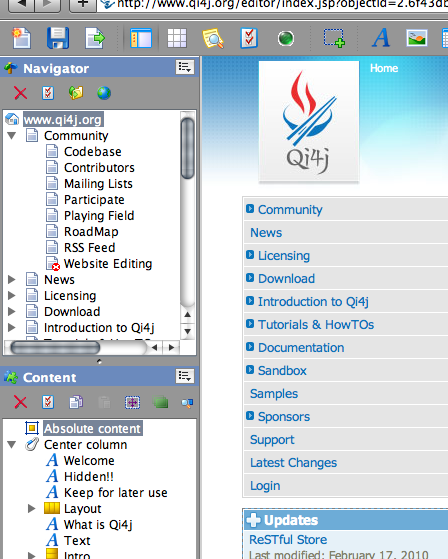 http://www.qi4j.org/editor/index.jsp?objectId=2.6f43db
Navigator
www.qi4j.org
Community
Codebase
Contributors
Mailing Lists
Participate
Playing Field
RoadMap
RSS Feed
Website Editing
News
Licensing
Download
Introduction to Qi4j
Content
Absolute content
Center column
Welcome
Hidden!!
Keep for later use
Layout
What is Qi4j
Text
Intro
Home
Qi4j
Community
News
Licensing
Download
Introduction to Qi4j
Tutorials & HowTOs
Documentation
Sandbox
Samples
Sponsors
Support
Latest Changes
Login
Updates
ReSTful Store
Last modified: February 17, 2010